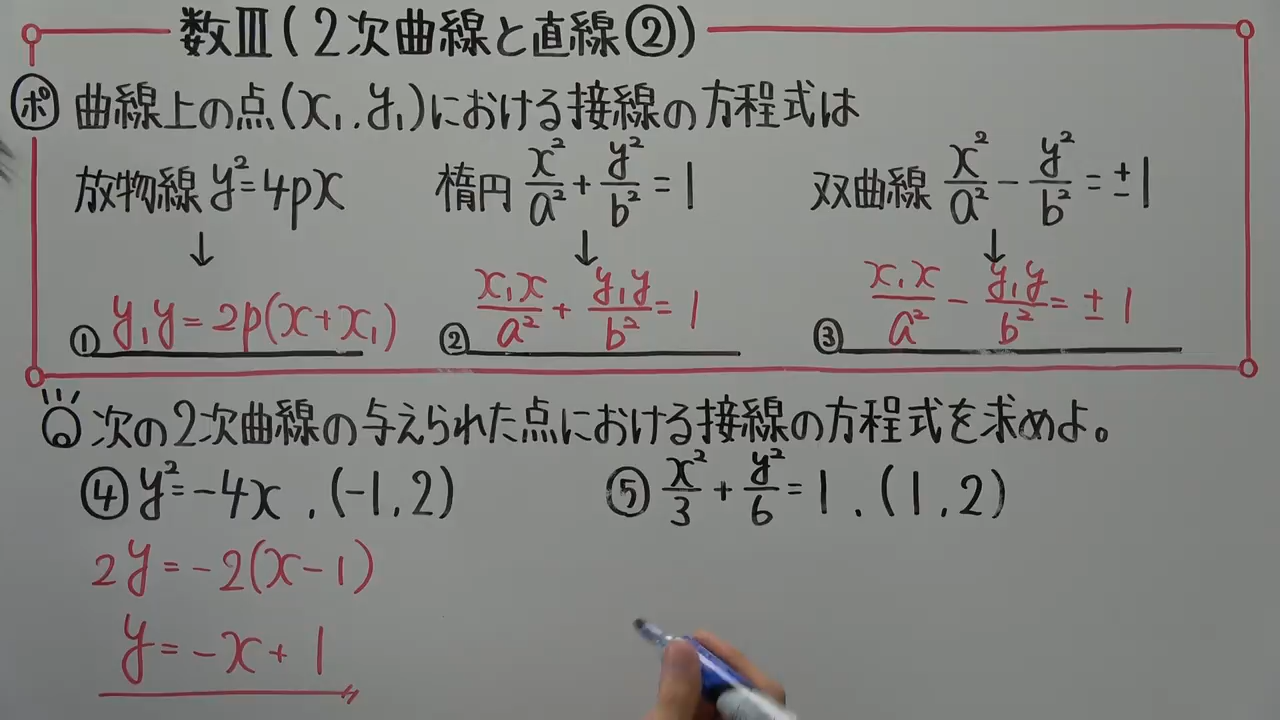 数Ⅲ(2次曲線と直線②)
ポ 曲線上の点(x₁, y₁)における接線の方程式は
放物線 y²=4px 楕円 x²/a² + y²/b² = 1 双曲線 x²/a² − y²/b² = ±1
↓ ↓ ↓
① y₁y = 2p(x+x₁) ② x₁x/a² + y₁y/b² = 1 ③ x₁x/a² − y₁y/b² = ±1
Q 次の2次曲線の与えられた点における接線の方程式を求めよ。
④ y²=−4x , (−1, 2) ⑤ x²/3 + y²/6 = 1 , (1, 2)
2y = −2(x−1)
y = −x+1